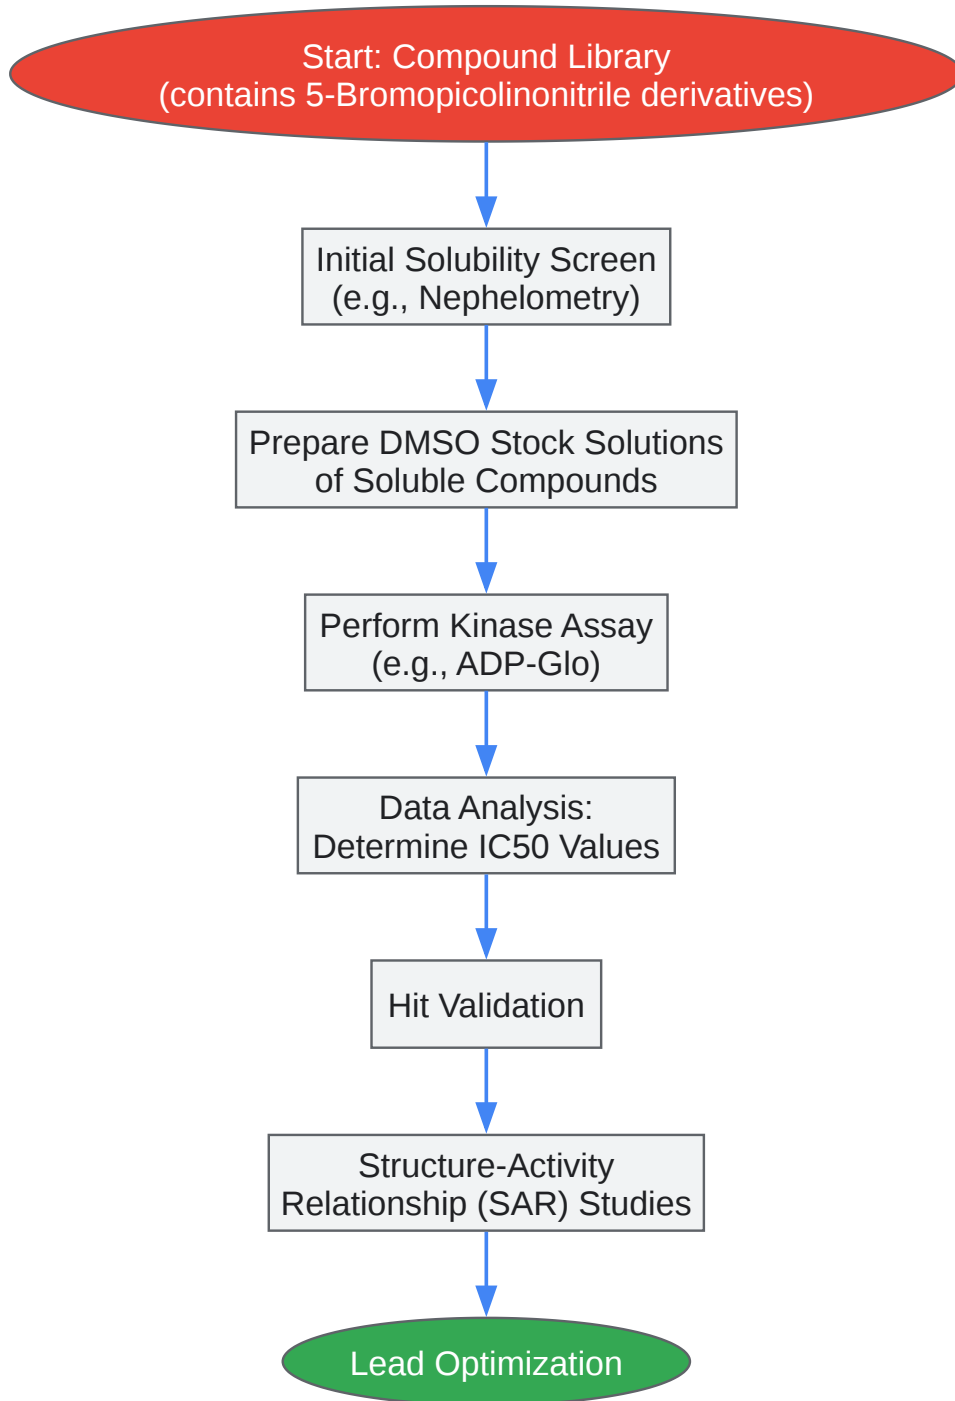 Start: Compound Library
(contains 5-Bromopicolinonitrile derivatives)
Initial Solubility Screen
(e.g., Nephelometry)
Prepare DMSO Stock Solutions
of Soluble Compounds
Perform Kinase Assay
(e.g., ADP-Glo)
Data Analysis:
Determine IC50 Values
Hit Validation
Structure-Activity
Relationship (SAR) Studies
Lead Optimization